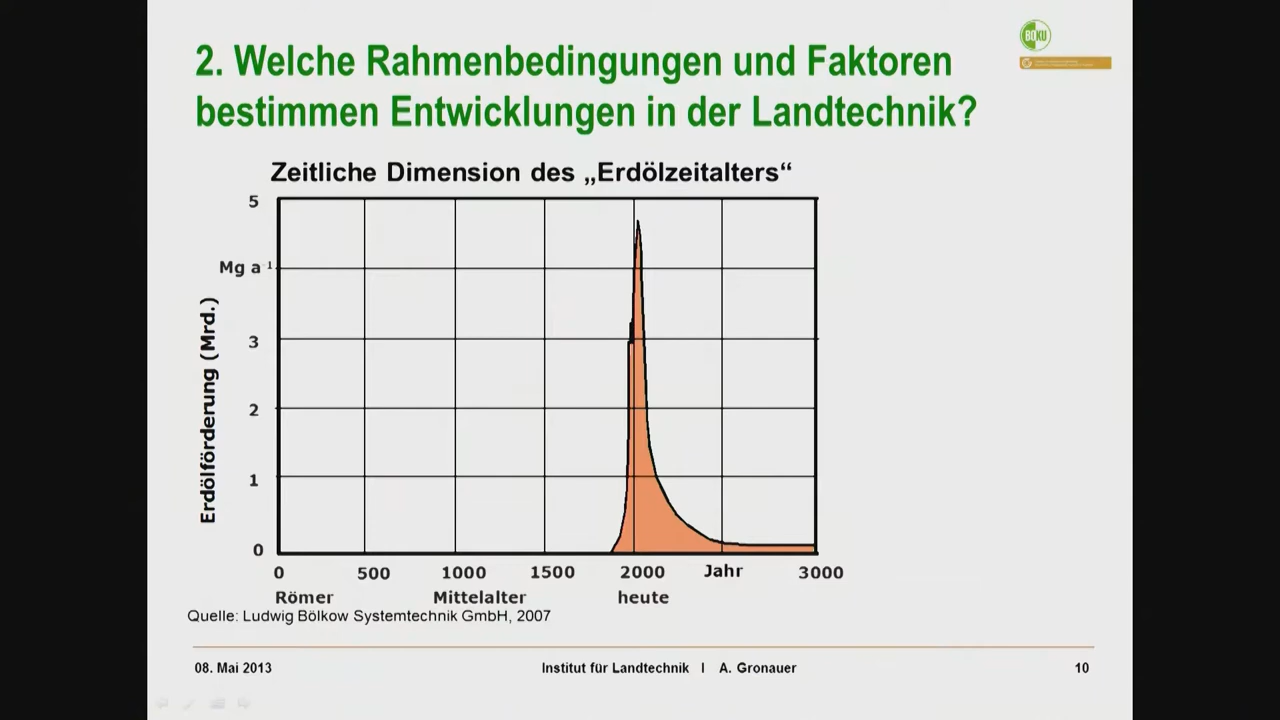 2. Welche Rahmenbedingungen und Faktoren
bestimmen Entwicklungen in der Landtechnik?
BOKU
Zeitliche Dimension des „Erdölzeitalters“
Erdölförderung (Mrd.)
5
Mg a⁻¹
3
2
1
0
0 500 1000 1500 2000 Jahr 3000
Römer Mittelalter heute
Quelle: Ludwig Bölkow Systemtechnik GmbH, 2007
08. Mai 2013 Institut für Landtechnik I A. Gronauer 10